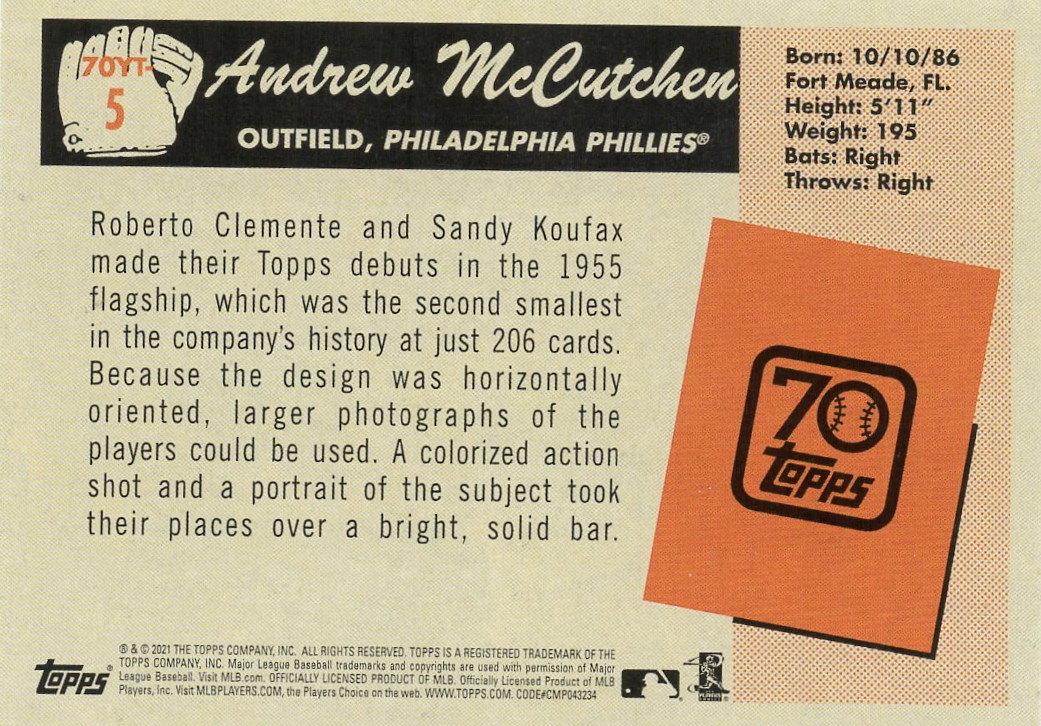 70YT-
5
Andrew McCutchen
OUTFIELD, PHILADELPHIA PHILLIES®
Born: 10/10/86
Fort Meade, FL.
Height: 5'11"
Weight: 195
Bats: Right
Throws: Right
Roberto Clemente and Sandy Koufax
made their Topps debuts in the 1955
flagship, which was the second smallest
in the company's history at just 206 cards.
Because the design was horizontally
oriented, larger photographs of the
players could be used. A colorized action
shot and a portrait of the subject took
their places over a bright, solid bar.
70
topps
topps®
® & © 2021 THE TOPPS COMPANY, INC. ALL RIGHTS RESERVED. TOPPS IS A REGISTERED TRADEMARK OF THE
TOPPS COMPANY, INC. Major League Baseball trademarks and copyrights are used with permission of Major
League Baseball. Visit MLB.com. OFFICIALLY LICENSED PRODUCT OF MLB. Officially Licensed Product of MLB
Players, Inc. Visit MLBPLAYERS.COM, the Players Choice on the web. WWW.TOPPS.COM. CODE#CMP043234